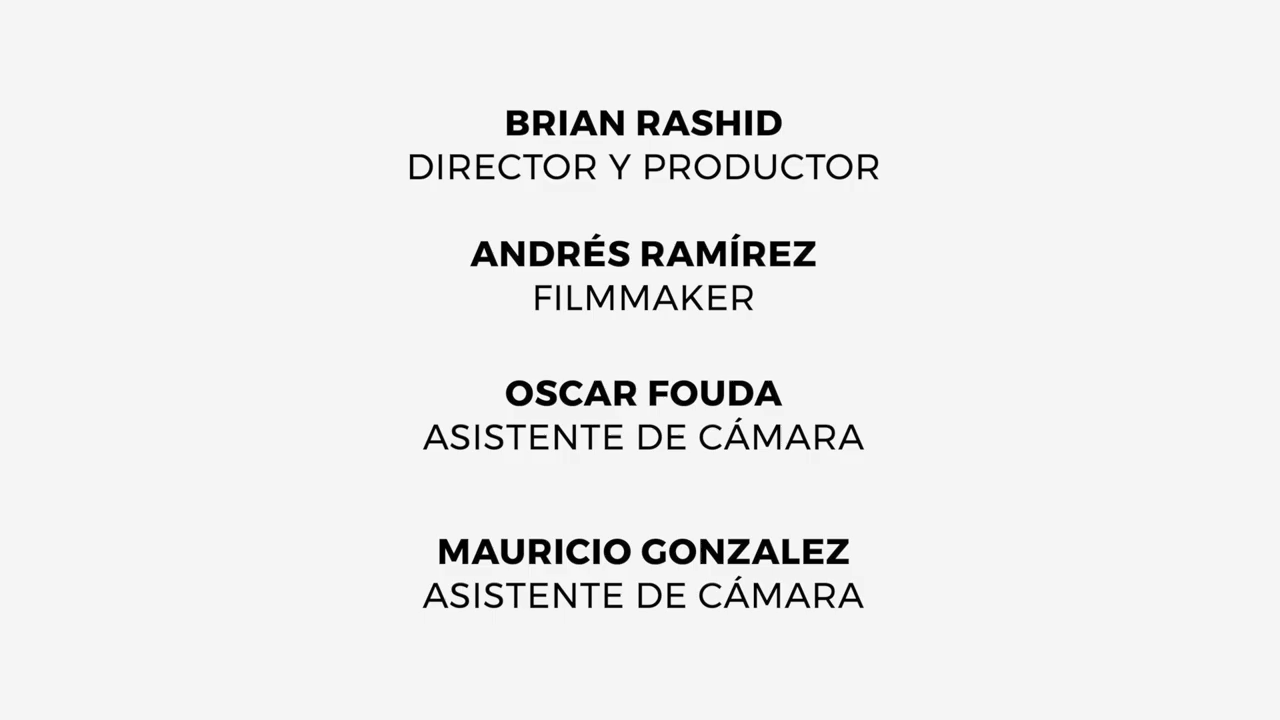 BRIAN RASHID
DIRECTOR Y PRODUCTOR
ANDRÉS RAMÍREZ
FILMMAKER
OSCAR FOUDA
ASISTENTE DE CÁMARA
MAURICIO GONZALEZ
ASISTENTE DE CÁMARA